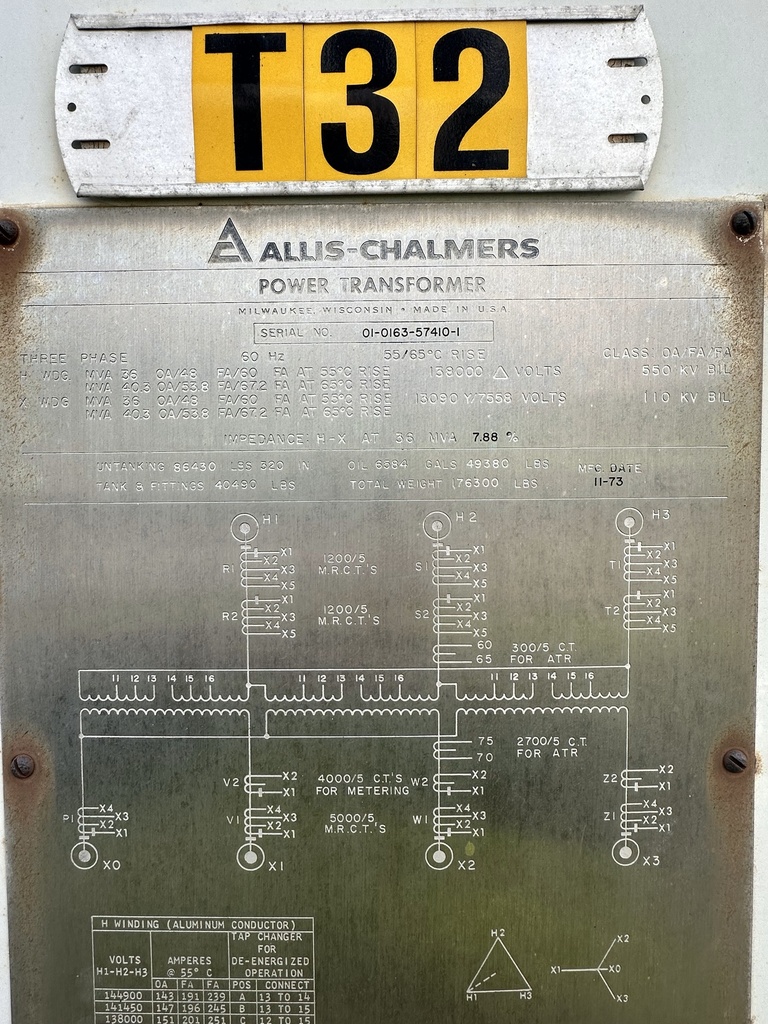 T32
ALLIS-CHALMERS
POWER TRANSFORMER
MILWAUKEE, WISCONSIN • MADE IN U.S.A.
SERIAL NO. 01-0163-57410-1
THREE PHASE 60 Hz 55/65°C RISE CLASS OA/FA/FA
H WDG MVA 36 OA/48 FA/60 FA AT 55°C RISE 138000 △ VOLTS 550 KV BIL
MVA 40.3 OA/53.8 FA/67.2 FA AT 65°C RISE
X WDG MVA 36 OA/48 FA/60 FA AT 55°C RISE 13090 Y/7558 VOLTS 110 KV BIL
MVA 40.3 OA/53.8 FA/67.2 FA AT 65°C RISE
IMPEDANCE: H-X AT 36 MVA 7.88 %
UNTANKING 86430 LBS 320 IN OIL 6584 GALS 49380 LBS MFG. DATE
TANK & FITTINGS 40490 LBS TOTAL WEIGHT 176300 LBS 11-73
H1 H2 H3
X1 X1 X1
X2 X2 X2
R1 X3 1200/5 S1 X3 T1 X3
X4 M.R.C.T.'S X4 X4
X5 X5 X5
X1 X1 X1
X2 X2 X2
R2 X3 1200/5 S2 X3 T2 X3
X4 M.R.C.T.'S X4 X4
X5 X5 X5
60 300/5 C.T.
65 FOR ATR
11 12 13 14 15 16 11 12 13 14 15 16 11 12 13 14 15 16
75 2700/5 C.T.
70 FOR ATR
V2 X2 4000/5 C.T.'S W2 X2 Z2 X2
X1 FOR METERING X1 X1
X4 X4 X4 X4
P1 X3 V1 X3 5000/5 W1 X3 Z1 X3
X2 X2 M.R.C.T.'S X2 X2
X1 X1 X1 X1
X0 X1 X2 X3
H WINDING (ALUMINUM CONDUCTOR)
VOLTS H1-H2-H3 AMPERES @ 55° C TAP CHANGER FOR DE-ENERGIZED OPERATION
OA FA FA POS CONNECT
144900 143 191 239 A 13 TO 14
141450 147 196 245 B 13 TO 15
138000 151 201 251 C 12 TO 15
H2
H1 H3
X2
X1 X0
X3